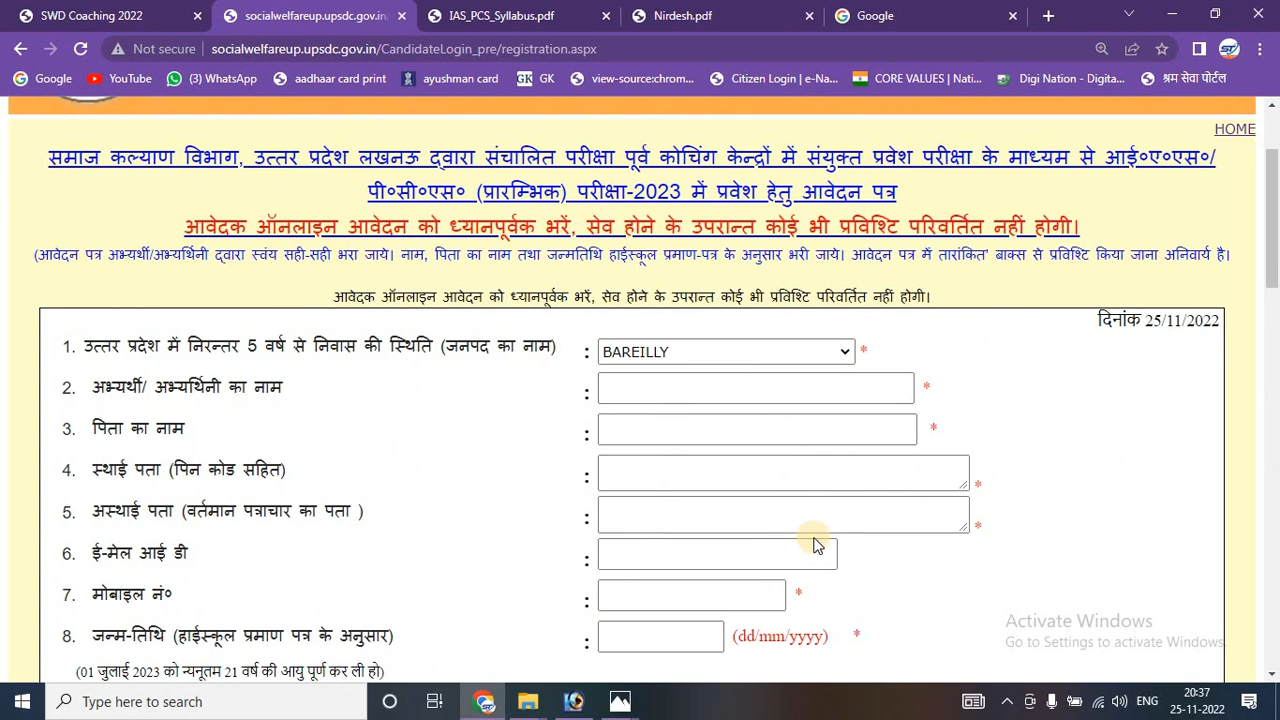 SWD Coaching 2022
socialwelfareup.upsdc.gov.in/
IAS_PCS_Syllabus.pdf
Nirdesh.pdf
Google
Not secure
socialwelfareup.upsdc.gov.in/CandidateLogin_pre/registration.aspx
Google
YouTube
(3) WhatsApp
aadhaar card print
ayushman card
GK GK
view-source:chrom...
Citizen Login | e-Na...
CORE VALUES | Nati...
Digi Nation - Digita...
श्रम सेवा पोर्टल
HOME
समाज कल्याण विभाग, उत्तर प्रदेश लखनऊ द्वारा संचालित परीक्षा पूर्व कोचिंग केन्द्रों में संयुक्त प्रवेश परीक्षा के माध्यम से आई०ए०एस०/
पी०सी०एस० (प्रारम्भिक) परीक्षा-2023 में प्रवेश हेतु आवेदन पत्र
आवेदक ऑनलाइन आवेदन को ध्यानपूर्वक भरें, सेव होने के उपरान्त कोई भी प्रविश्टि परिवर्तित नहीं होगी।
(आवेदन पत्र अभ्यर्थी/अभ्यर्थिनी द्वारा स्वंय सही-सही भरा जाये। नाम, पिता का नाम तथा जन्मतिथि हाईस्कूल प्रमाण-पत्र के अनुसार भरी जाये। आवेदन पत्र मैं तारांकित' बाक्स से प्रविश्टि किया जाना अनिवार्य है।
आवेदक ऑनलाइन आवेदन को ध्यानपूर्वक भरें, सेव होने के उपरान्त कोई भी प्रविश्टि परिवर्तित नहीं होगी।
दिनांक 25/11/2022
1. उत्तर प्रदेश में निरन्तर 5 वर्ष से निवास की स्थिति (जनपद का नाम) : BAREILLY *
2. अभ्यर्थी/ अभ्यर्थिनी का नाम : *
3. पिता का नाम : *
4. स्थाई पता (पिन कोड सहित) : *
5. अस्थाई पता (वर्तमान पत्राचार का पता ) : *
6. ई-मेल आई डी :
7. मोबाइल नं० : *
8. जन्म-तिथि (हाईस्कूल प्रमाण पत्र के अनुसार) : (dd/mm/yyyy) *
(01 जुलाई 2023 को न्यनूतम 21 वर्ष की आयु पूर्ण कर ली हो)
Activate Windows
Go to Settings to activate Windows.
Type here to search
ENG
20:37
25-11-2022